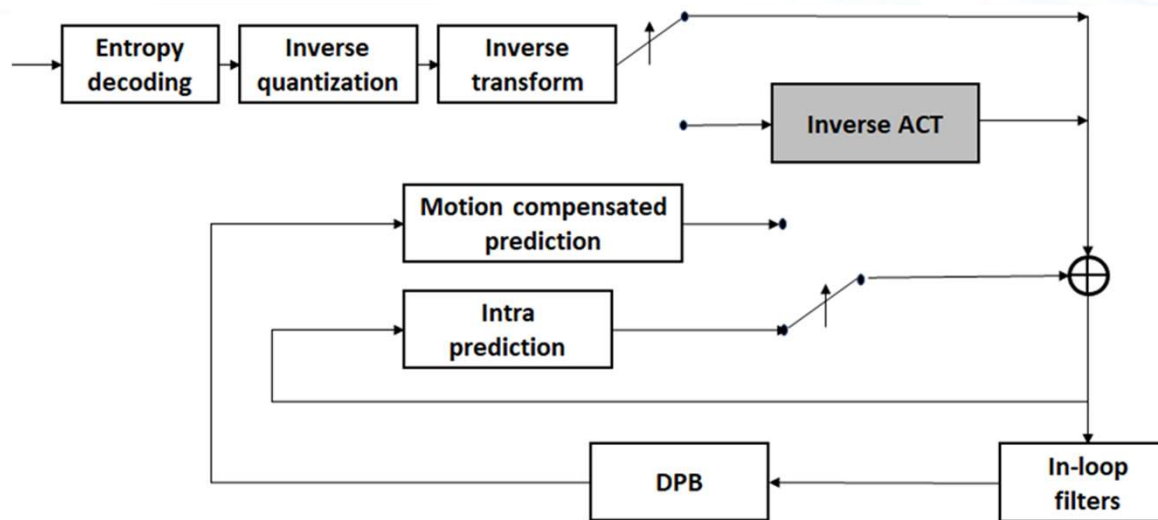 Entropy
decoding
Inverse
quantization
Inverse
transform
Inverse ACT
Motion compensated
prediction
Intra
prediction
DPB
In-loop
filters